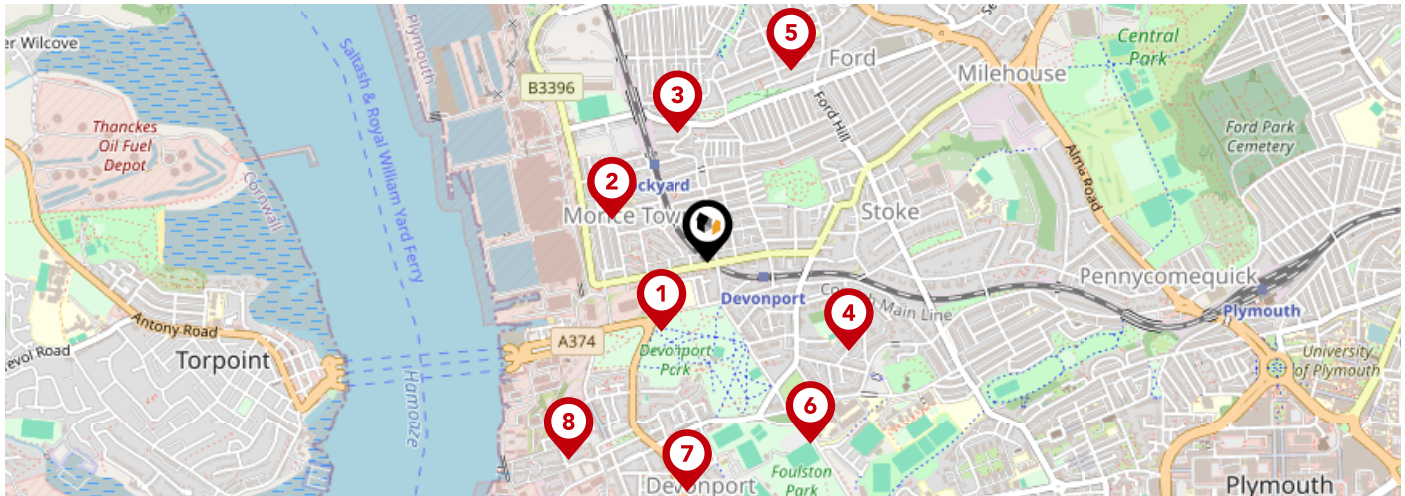 er Wilcove
Thanckes
Oil Fuel
Depot
Cornwall
Antony Road
evol Road
Torpoint
Plymouth
Saltash & Royal William Yard Ferry
Hamoaze
B3396
A374
5
Ford
3
Ford Hill
Milehouse
Central
Park
Alma Road
Ford Park
Cemetery
2
ckyard
Morice Tow
Stoke
1
Devonport
Co
h Main Line
4
Pennycomequick
Plymouth
University
of Plymouth
Devonport
Park
6
8
7
Devonport
Foulston
Park
Plymouth